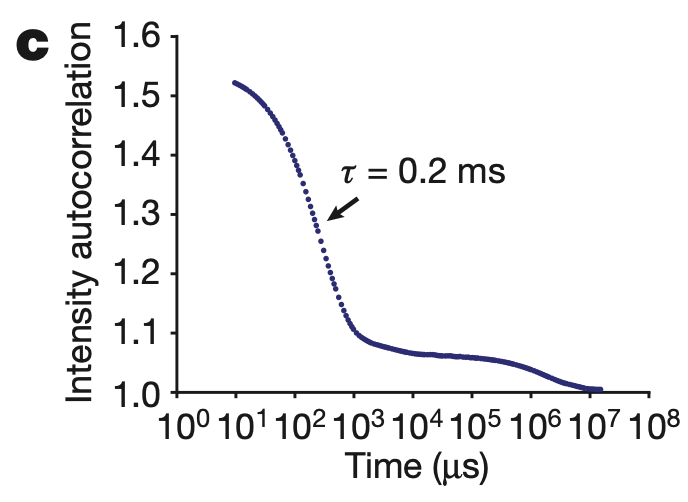 c
Intensity autocorrelation
1.6
1.5
1.4
1.3
1.2
1.1
1.0
τ = 0.2 ms
10⁰ 10¹ 10² 10³ 10⁴ 10⁵ 10⁶ 10⁷ 10⁸
Time (μs)